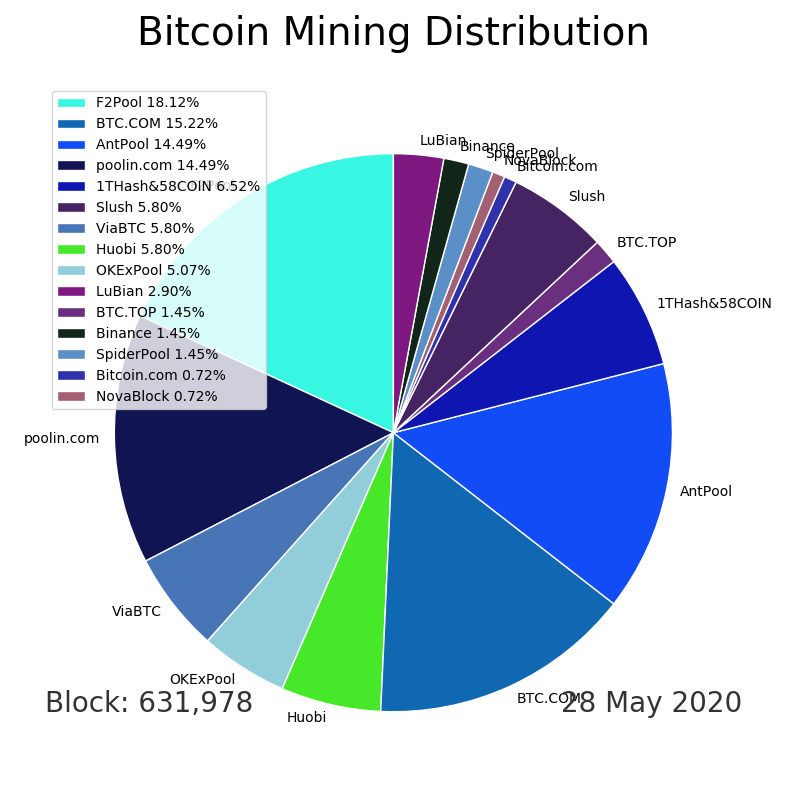 Bitcoin Mining Distribution
F2Pool 18.12%
BTC.COM 15.22%
AntPool 14.49%
poolin.com 14.49%
1THash&58COIN 6.52%
Slush 5.80%
ViaBTC 5.80%
Huobi 5.80%
OKExPool 5.07%
LuBian 2.90%
BTC.TOP 1.45%
Binance 1.45%
SpiderPool 1.45%
Bitcoin.com 0.72%
NovaBlock 0.72%
LuBian
Binance
SpiderPool
NovaBlock
Bitcoin.com
Slush
BTC.TOP
1THash&58COIN
AntPool
BTC.COM
Huobi
OKExPool
ViaBTC
poolin.com
Block: 631,978
28 May 2020